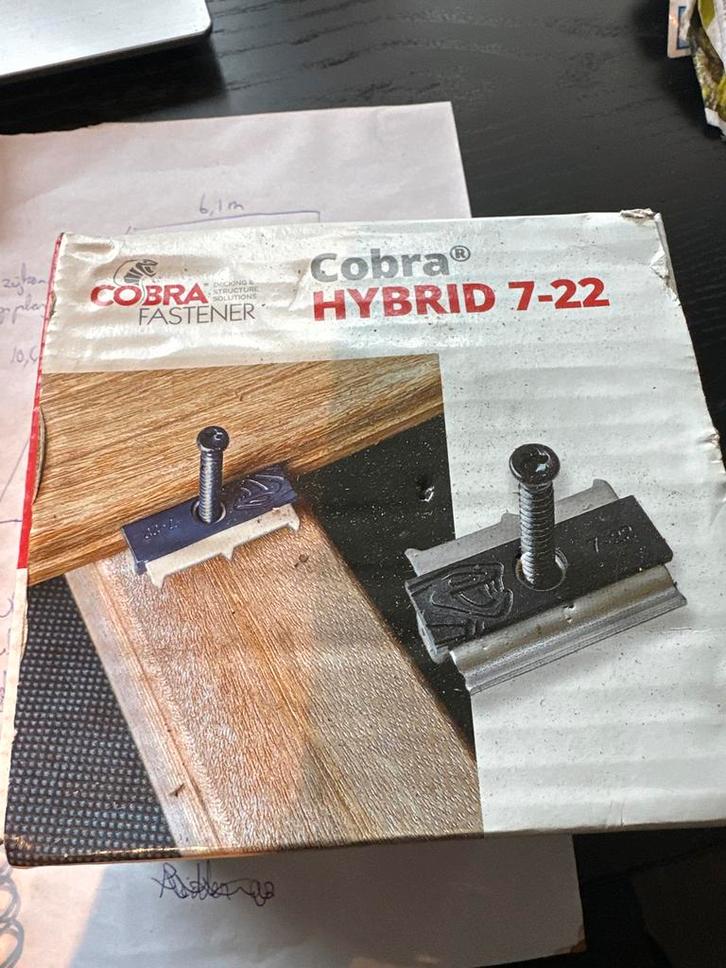 6,1m
COBRA®
DECKING &
STRUCTURE
SOLUTIONS
FASTENER
Cobra®
HYBRID 7-22
7-22